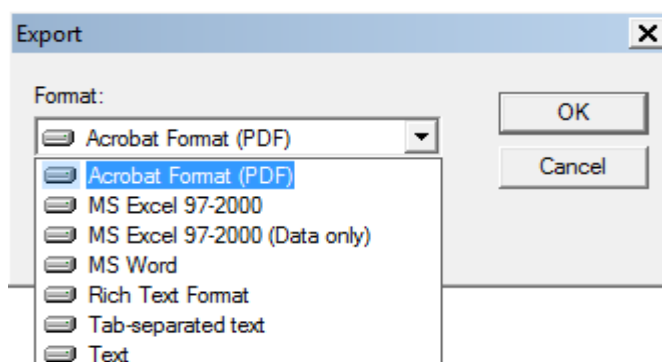 Export
Format:
Acrobat Format (PDF)
OK
Acrobat Format (PDF)
Cancel
MS Excel 97-2000
MS Excel 97-2000 (Data only)
MS Word
Rich Text Format
Tab-separated text
Text